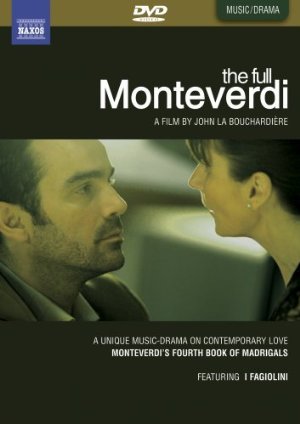 NAXOS
DVD
VIDEO
MUSIC/DRAMA
the full
Monteverdi
A FILM BY JOHN LA BOUCHARDIÈRE
A UNIQUE MUSIC-DRAMA ON CONTEMPORARY LOVE
MONTEVERDI'S FOURTH BOOK OF MADRIGALS
FEATURING I FAGIOLINI